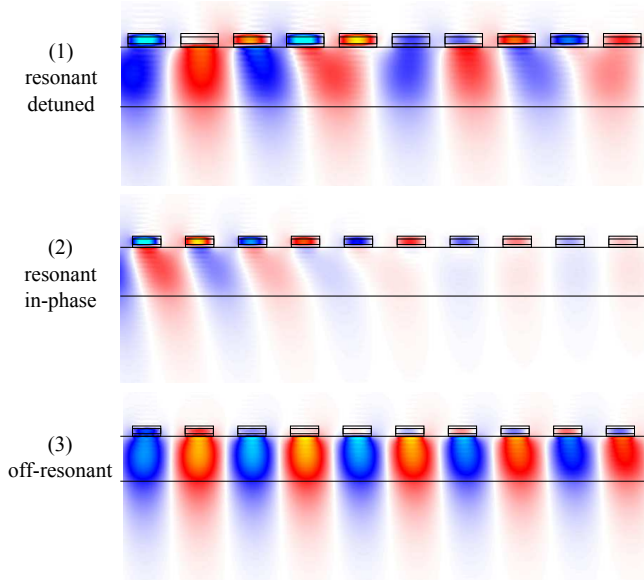 (1)
resonant
detuned
(2)
resonant
in-phase
(3)
off-resonant